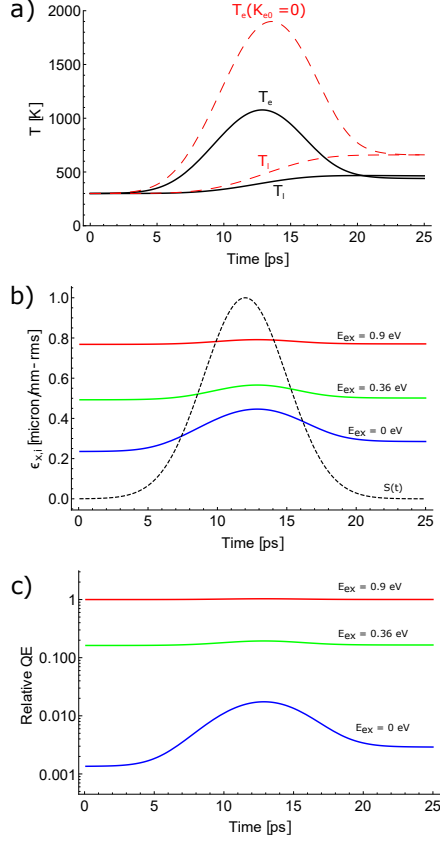 a)
T_e(K_e0 =0)
2000
1500
1000
500
0
T [K]
T_e
T_l
T_l
0 5 10 15 20 25
Time [ps]
b)
1.0
0.8
0.6
0.4
0.2
0.0
ϵ_x,i [micron/mm-rms]
E_ex = 0.9 eV
E_ex = 0.36 eV
E_ex = 0 eV
S(t)
0 5 10 15 20 25
Time [ps]
c)
1
0.100
0.010
0.001
Relative QE
E_ex = 0.9 eV
E_ex = 0.36 eV
E_ex = 0 eV
0 5 10 15 20 25
Time [ps]